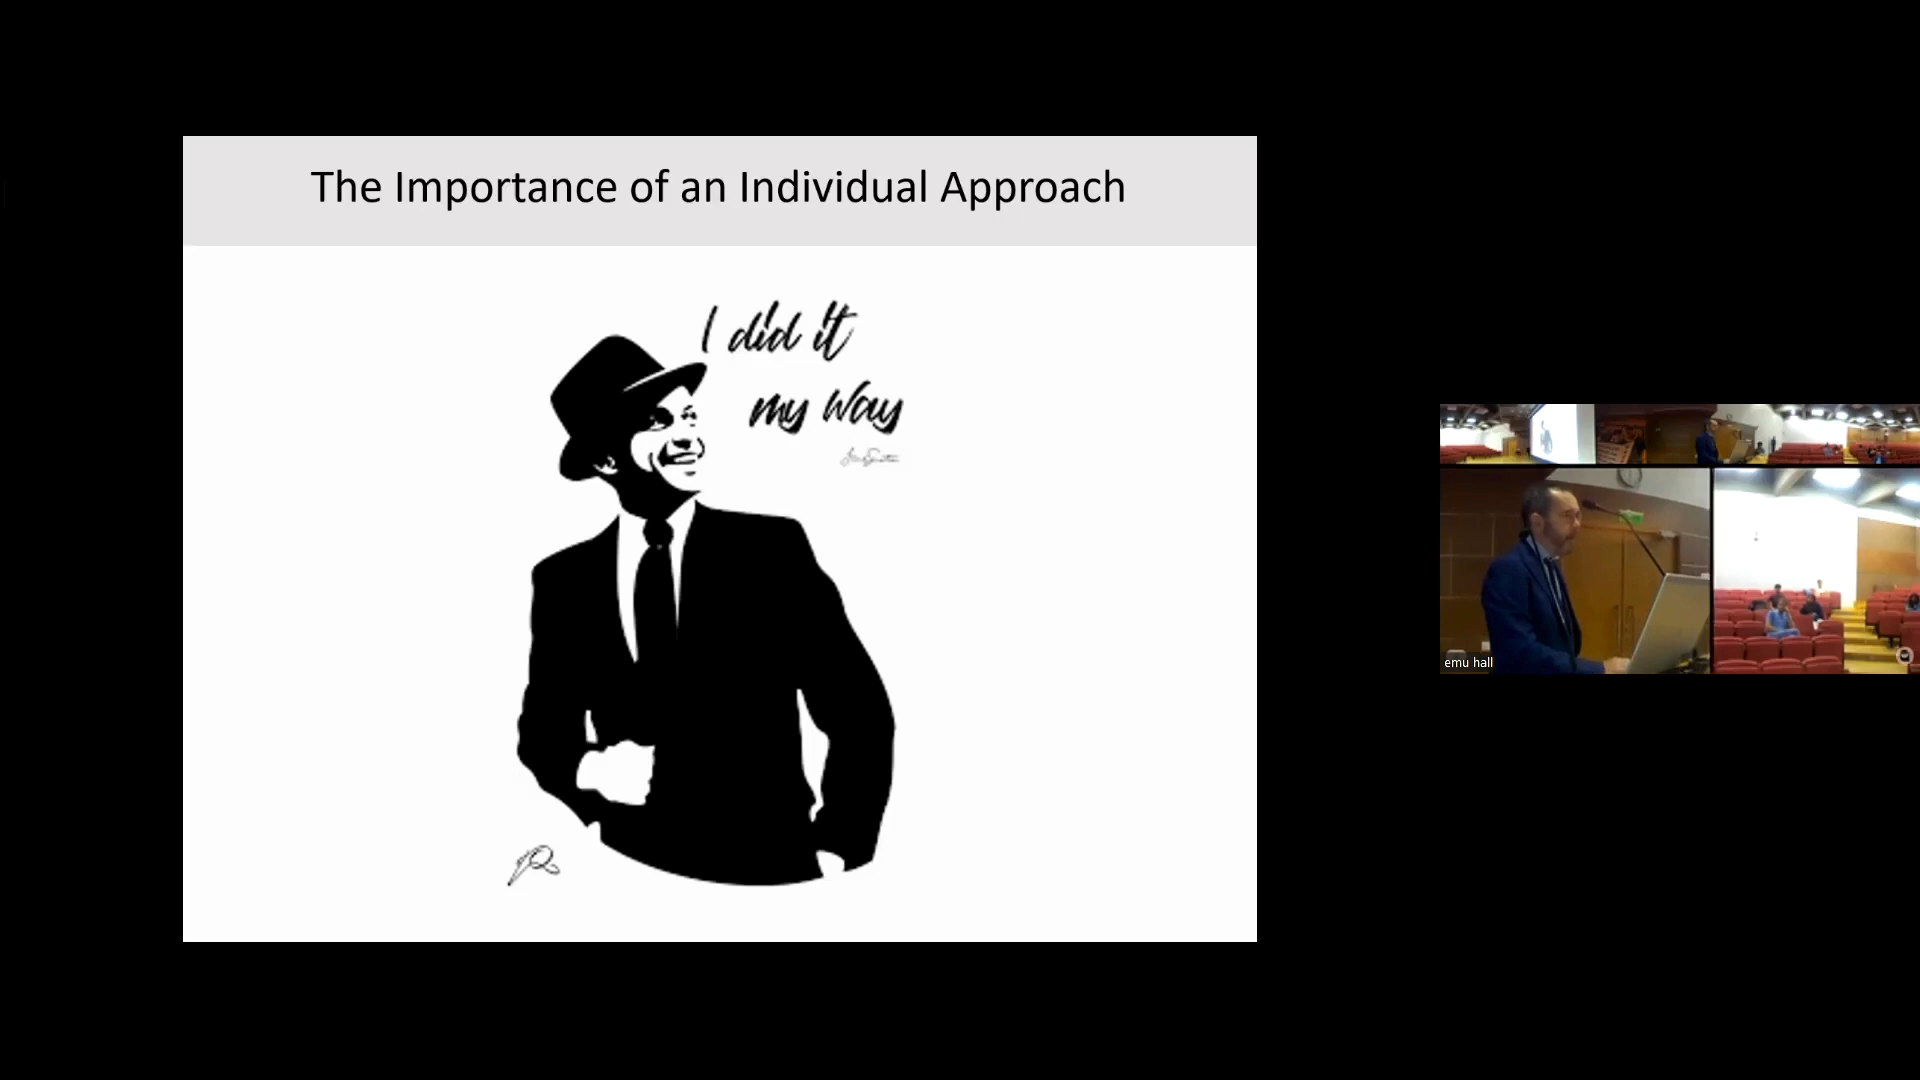 The Importance of an Individual Approach
I did it
my way
emu hall